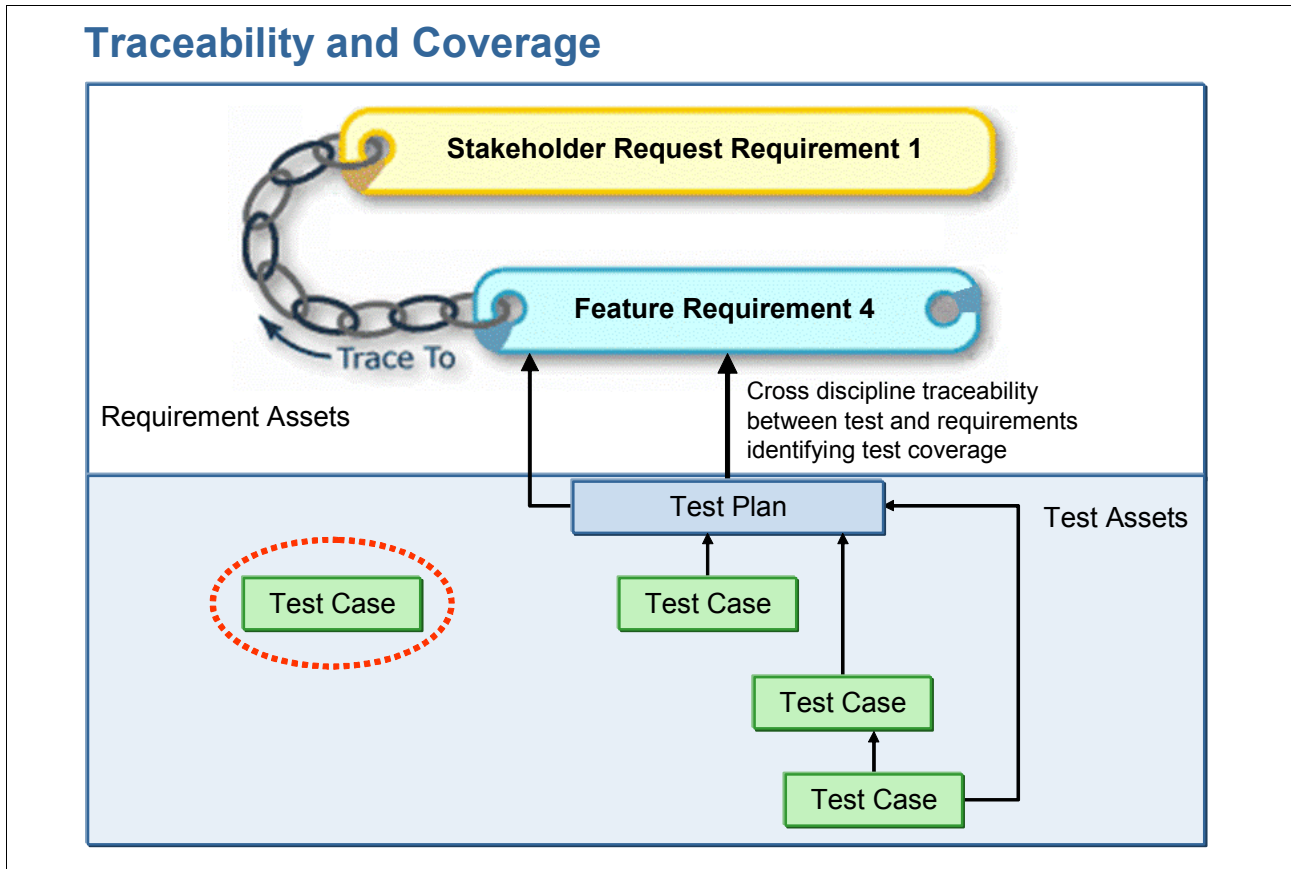 Traceability and Coverage
Stakeholder Request Requirement 1
Feature Requirement 4
Trace To
Cross discipline traceability
between test and requirements
identifying test coverage
Requirement Assets
Test Plan
Test Assets
Test Case
Test Case
Test Case
Test Case